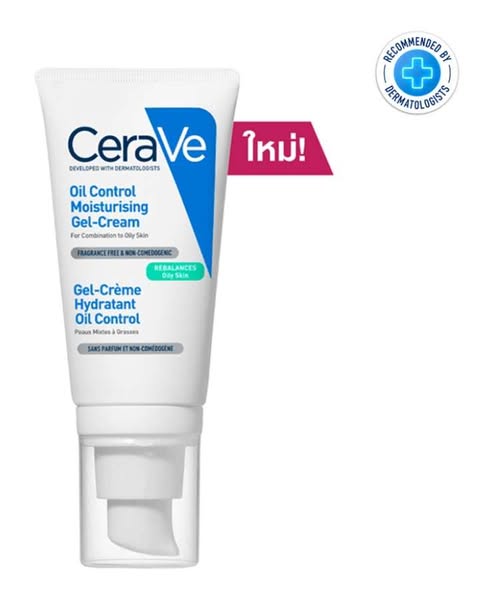 RECOMMENDED BY
DERMATOLOGISTS
CeraVe
DEVELOPED WITH DERMATOLOGISTS
ใหม่!
Oil Control
Moisturising
Gel-Cream
For Combination to Oily Skin
FRAGRANCE FREE & NON-COMEDOGENIC
REBALANCES
Oily Skin
Gel-Crème
Hydratant
Oil Control
Peaux Mixtes à Grasses
SANS PARFUM ET NON-COMÉDOGÈNE